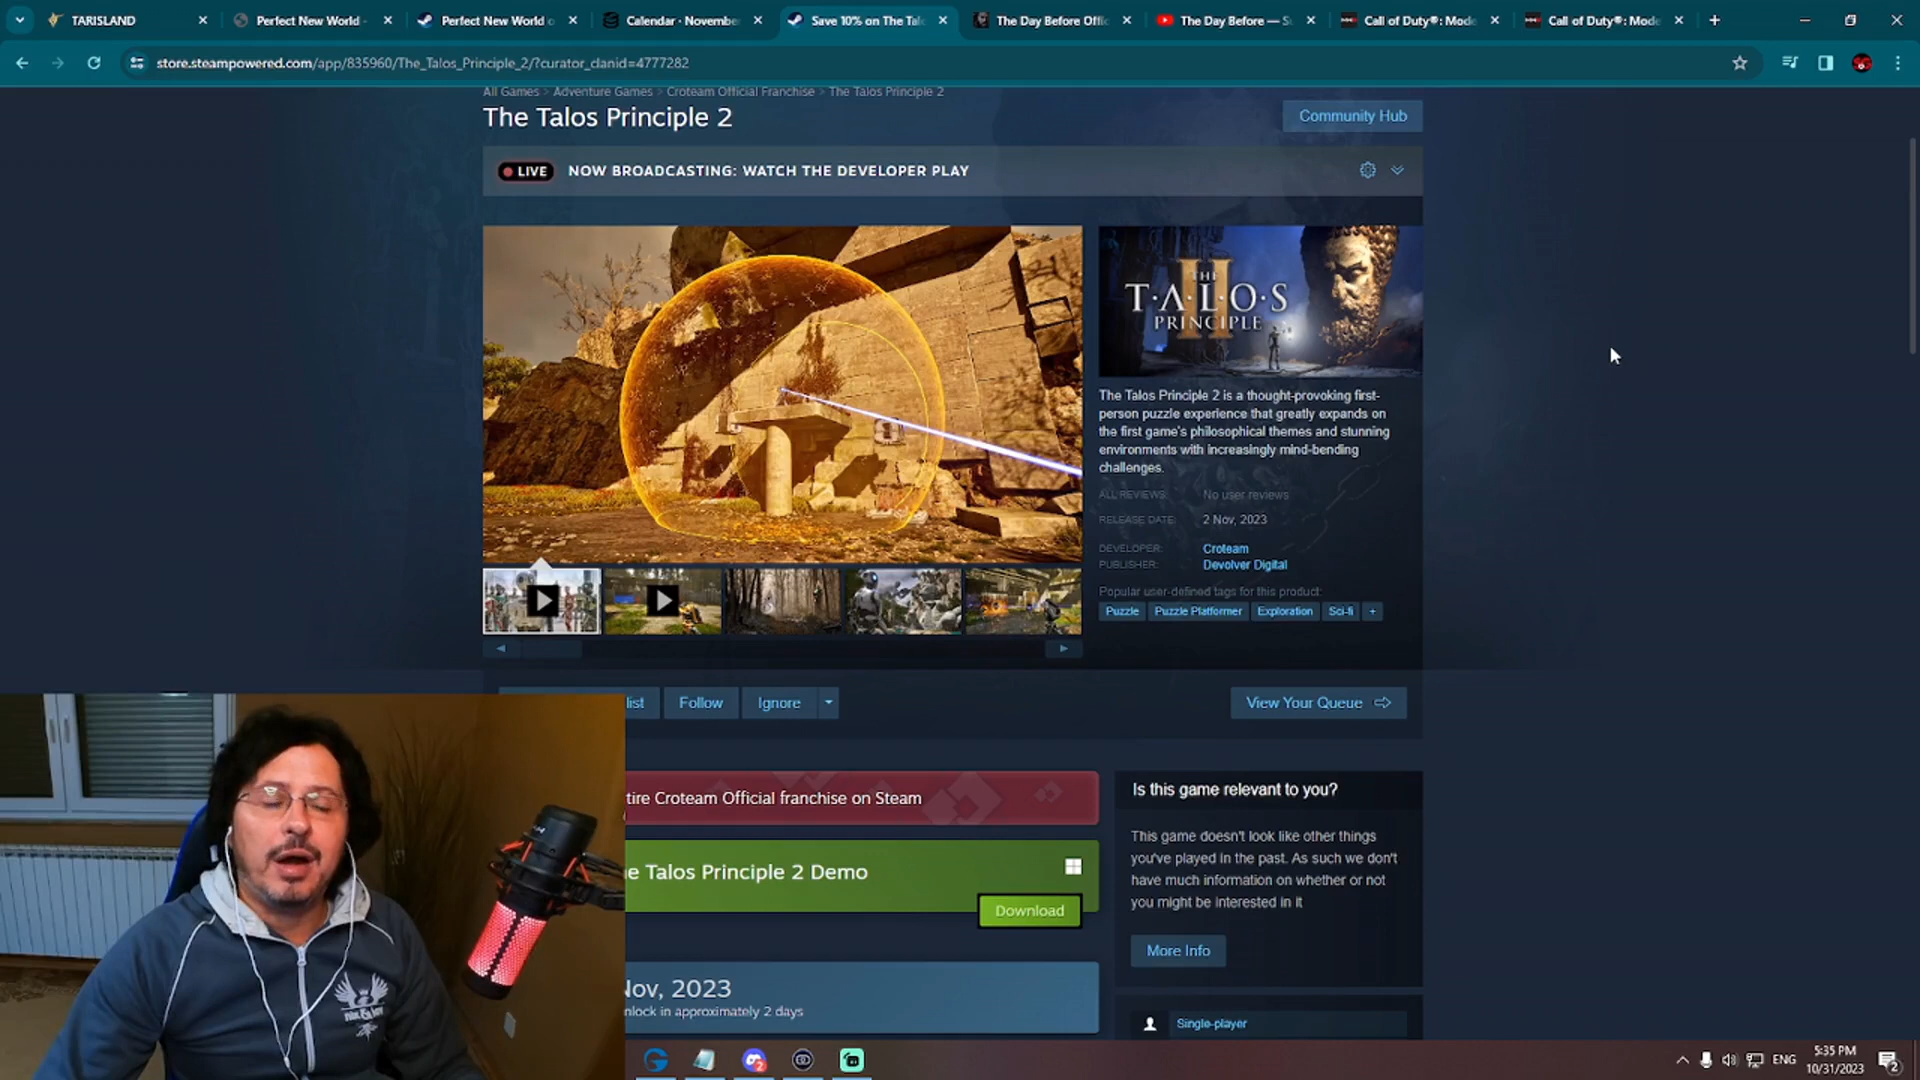 TARISLAND
Perfect New World -
Perfect New World o
Calendar · November
Save 10% on The Tal
The Day Before Offic
The Day Before — S
Call of Duty®: Mode
Call of Duty®: Mode
store.steampowered.com/app/835960/The_Talos_Principle_2/?curator_clanid=4777282
All Games > Adventure Games > Croteam Official Franchise > The Talos Principle 2
The Talos Principle 2
Community Hub
LIVE
NOW BROADCASTING: WATCH THE DEVELOPER PLAY
THE
II
T·A·L·O·S
PRINCIPLE
The Talos Principle 2 is a thought-provoking first-
person puzzle experience that greatly expands on
the first game's philosophical themes and stunning
environments with increasingly mind-bending
challenges.
ALL REVIEWS: No user reviews
RELEASE DATE: 2 Nov, 2023
DEVELOPER: Croteam
PUBLISHER: Devolver Digital
Popular user-defined tags for this product:
Puzzle Puzzle Platformer Exploration Sci-fi +
list
Follow
Ignore
View Your Queue
tire Croteam Official franchise on Steam
e Talos Principle 2 Demo
Download
Nov, 2023
nlock in approximately 2 days
Is this game relevant to you?
This game doesn't look like other things
you've played in the past. As such we don't
have much information on whether or not
you might be interested in it
More Info
Single-player
2
ENG
5:35 PM
10/31/2023
2